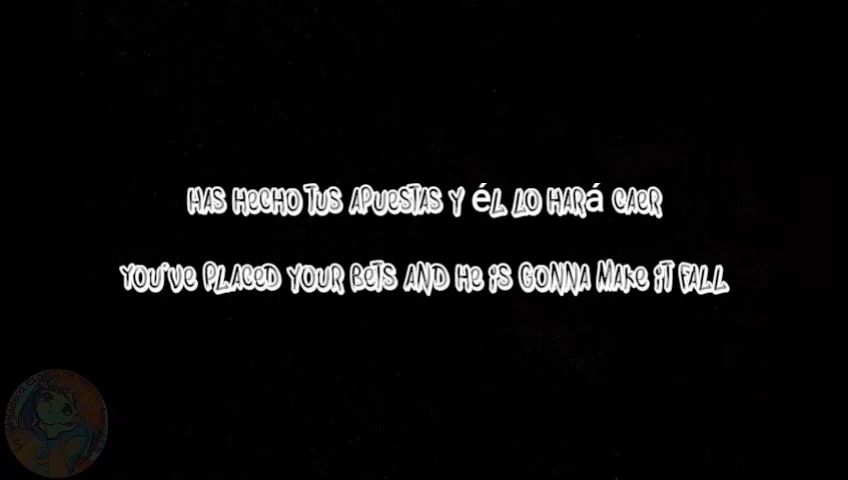 HAS HECHO TUS APUESTAS Y éL LO HARá CAER
YOU'VE PLACED YOUR BETS AND HE IS GONNA MAKE IT FALL